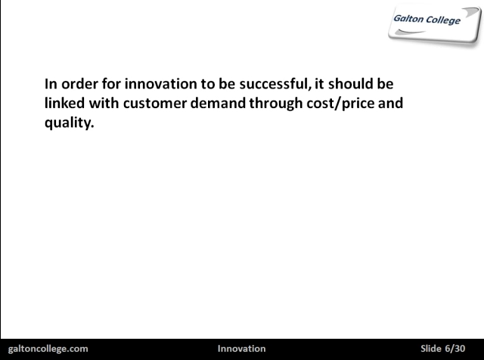 Galton College
In order for innovation to be successful, it should be
linked with customer demand through cost/price and
quality.
galtoncollege.com Innovation Slide 6/30